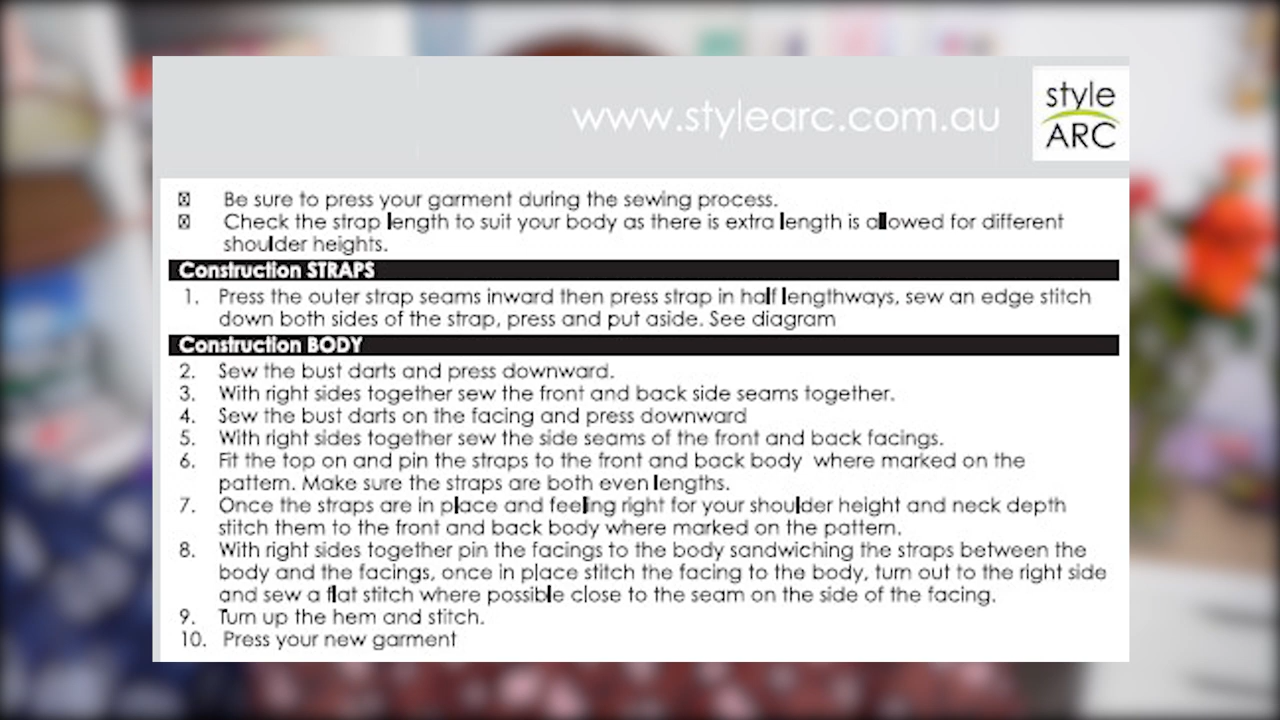 www.stylearc.com.au
style
ARC
Be sure to press your garment during the sewing process.
Check the strap length to suit your body as there is extra length is allowed for different
shoulder heights.
Construction STRAPS
1. Press the outer strap seams inward then press strap in half lengthways, sew an edge stitch
down both sides of the strap, press and put aside. See diagram
Construction BODY
2. Sew the bust darts and press downward.
3. With right sides together sew the front and back side seams together.
4. Sew the bust darts on the facing and press downward
5. With right sides together sew the side seams of the front and back facings.
6. Fit the top on and pin the straps to the front and back body where marked on the
pattern. Make sure the straps are both even lengths.
7. Once the straps are in place and feeling right for your shoulder height and neck depth
stitch them to the front and back body where marked on the pattern.
8. With right sides together pin the facings to the body sandwiching the straps between the
body and the facings, once in place stitch the facing to the body, turn out to the right side
and sew a flat stitch where possible close to the seam on the side of the facing.
9. Turn up the hem and stitch.
10. Press your new garment